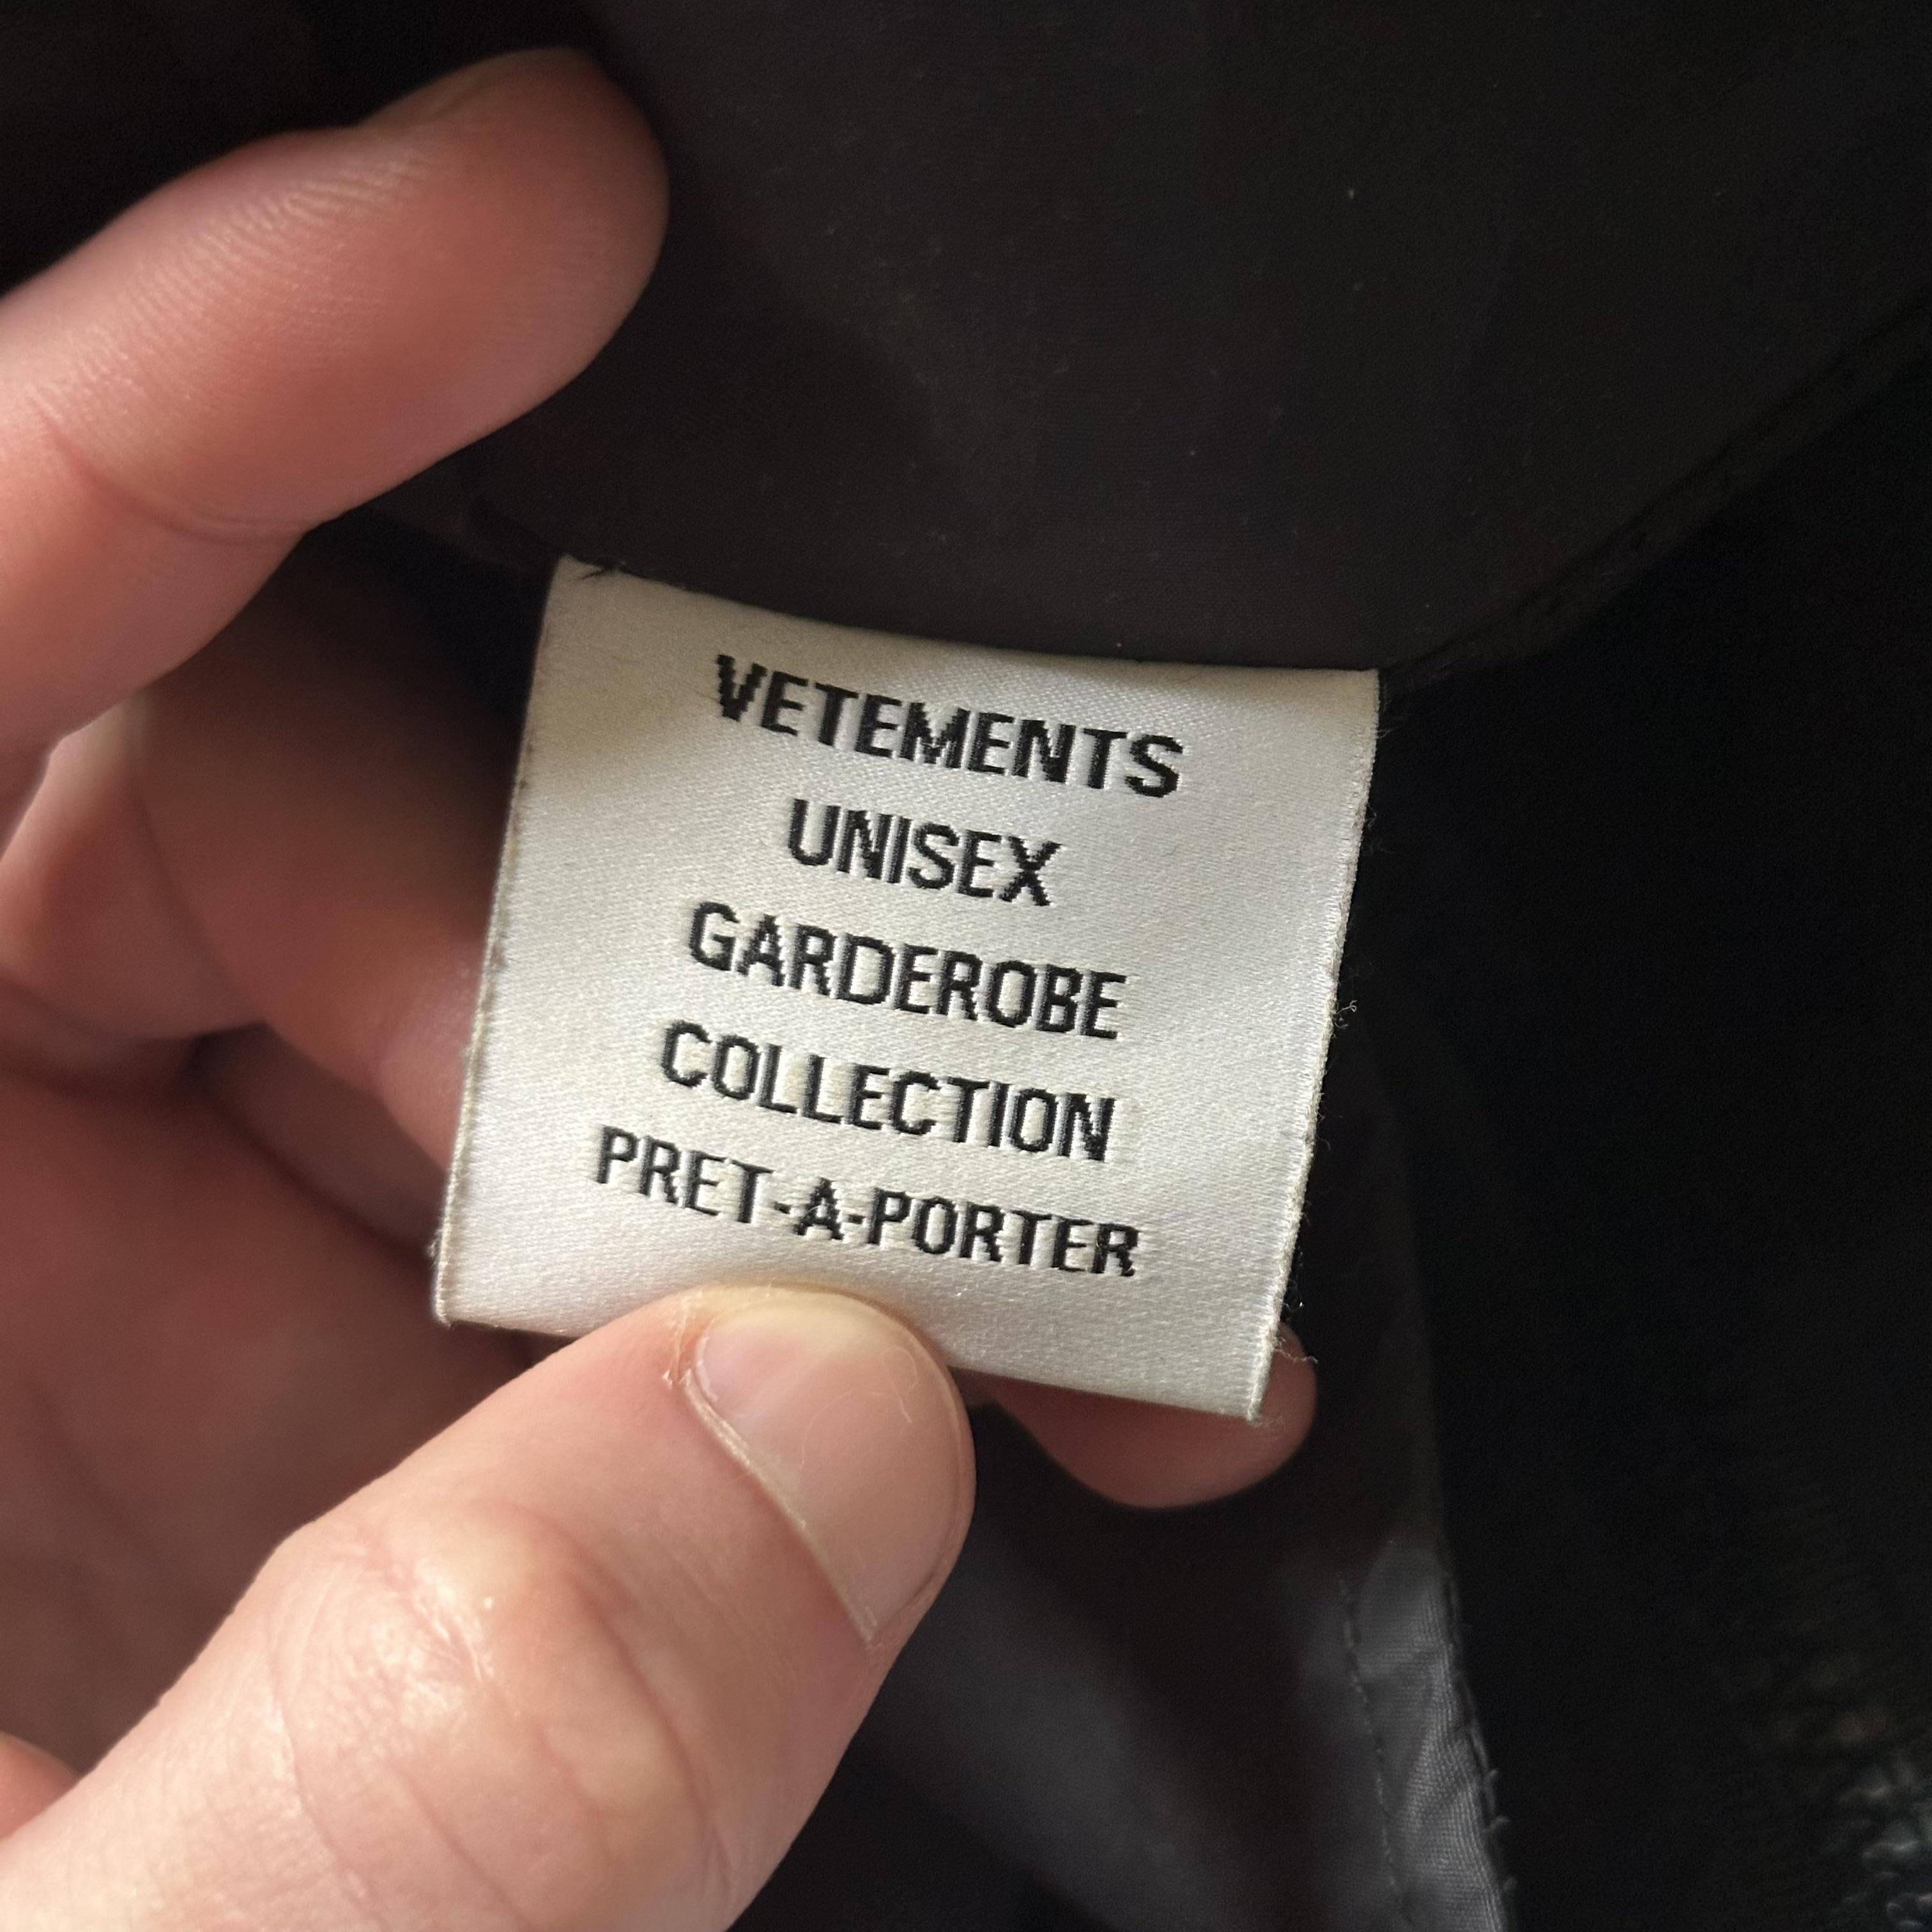 VETEMENTS
UNISEX
GARDEROBE
COLLECTION
PRET-A-PORTER